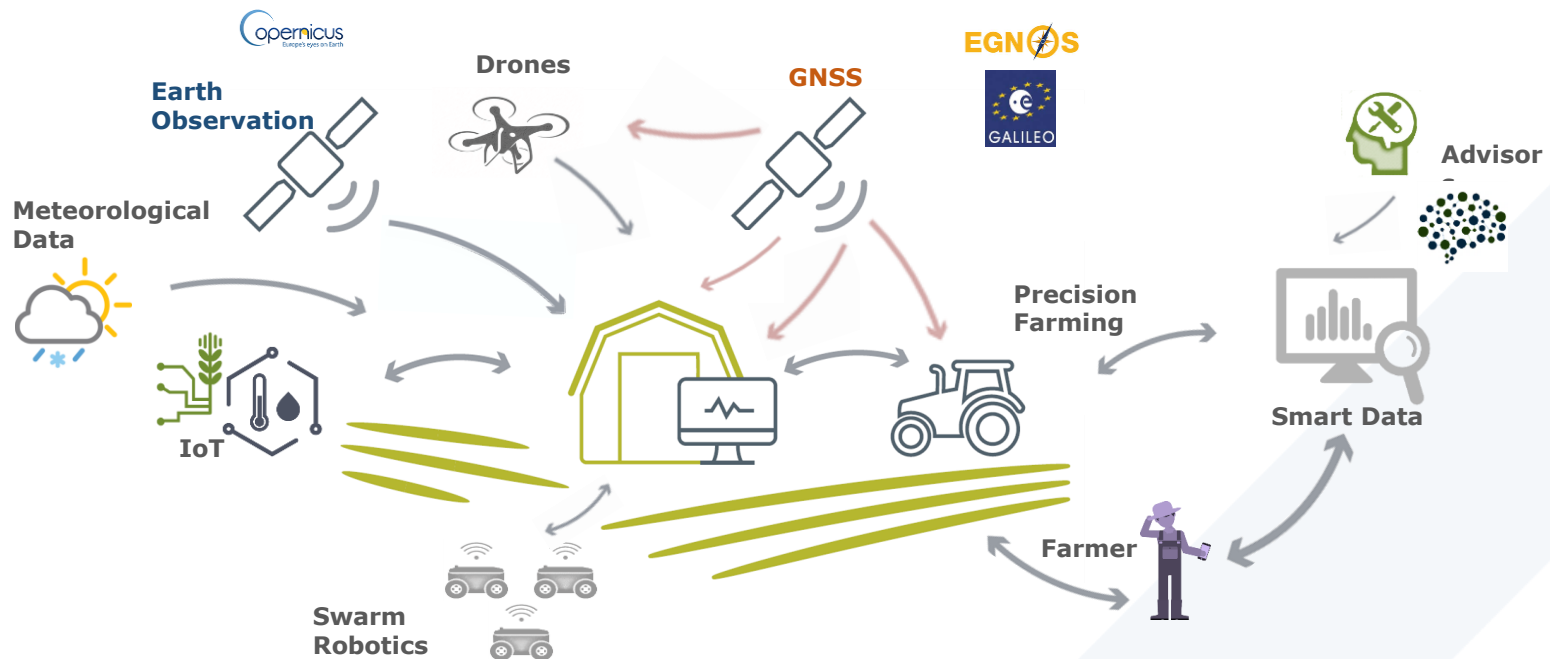 Copernicus
Europe's eyes on Earth
Drones
EGNOS
GNSS
Earth
Observation
GALILEO
Advisor
Meteorological
Data
Precision
Farming
IoT
Smart Data
Farmer
Swarm
Robotics